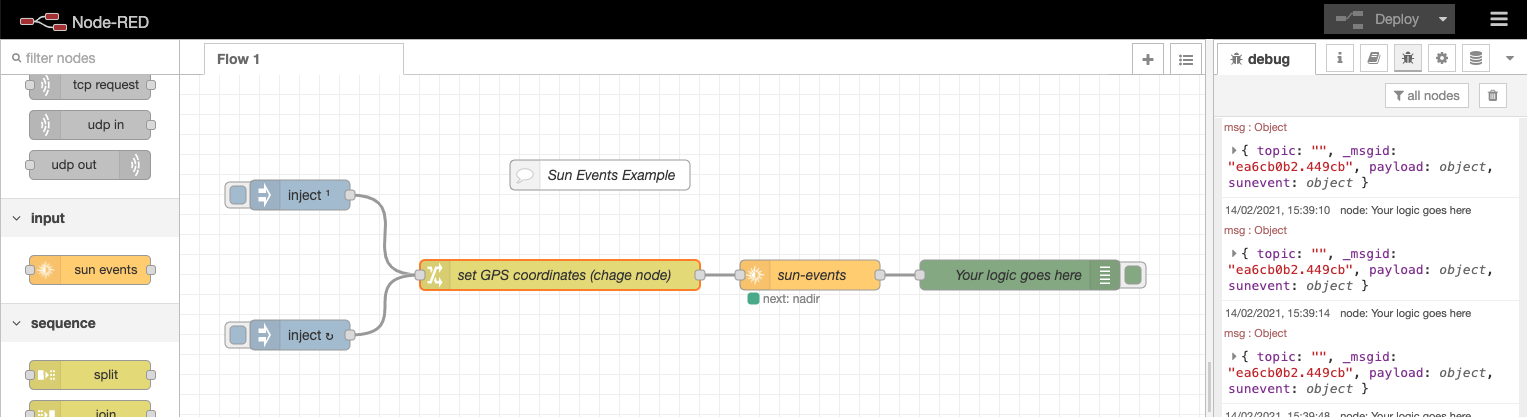 Node-RED
Deploy
filter nodes
Flow 1
debug
i
all nodes
tcp request
udp in
udp out
input
sun events
sequence
split
join
Sun Events Example
inject ¹
set GPS coordinates (chage node)
sun-events
Your logic goes here
next: nadir
inject ↻
msg : Object
{ topic: "", _msgid:
"ea6cb0b2.449cb", payload: object,
sunevent: object }
14/02/2021, 15:39:10 node: Your logic goes here
msg : Object
{ topic: "", _msgid:
"ea6cb0b2.449cb", payload: object,
sunevent: object }
14/02/2021, 15:39:14 node: Your logic goes here
msg : Object
{ topic: "", _msgid:
"ea6cb0b2.449cb", payload: object,
sunevent: object }
14/02/2021, 15:39:48 node: Your logic goes here